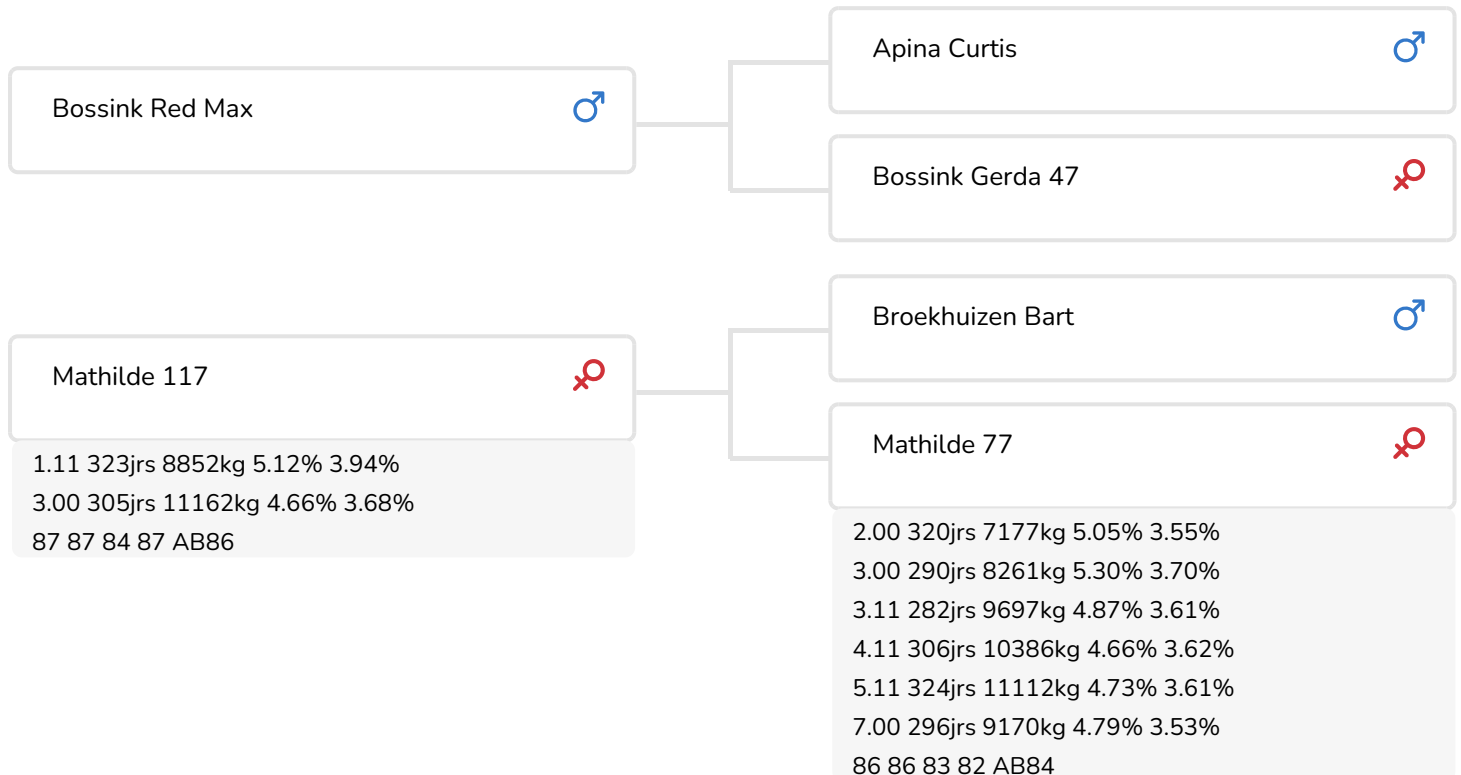 Bossink Red Max
Apina Curtis
Bossink Gerda 47
Mathilde 117
1.11 323jrs 8852kg 5.12% 3.94%
3.00 305jrs 11162kg 4.66% 3.68%
87 87 84 87 AB86
Broekhuizen Bart
Mathilde 77
2.00 320jrs 7177kg 5.05% 3.55%
3.00 290jrs 8261kg 5.30% 3.70%
3.11 282jrs 9697kg 4.87% 3.61%
4.11 306jrs 10386kg 4.66% 3.62%
5.11 324jrs 11112kg 4.73% 3.61%
7.00 296jrs 9170kg 4.79% 3.53%
86 86 83 82 AB84